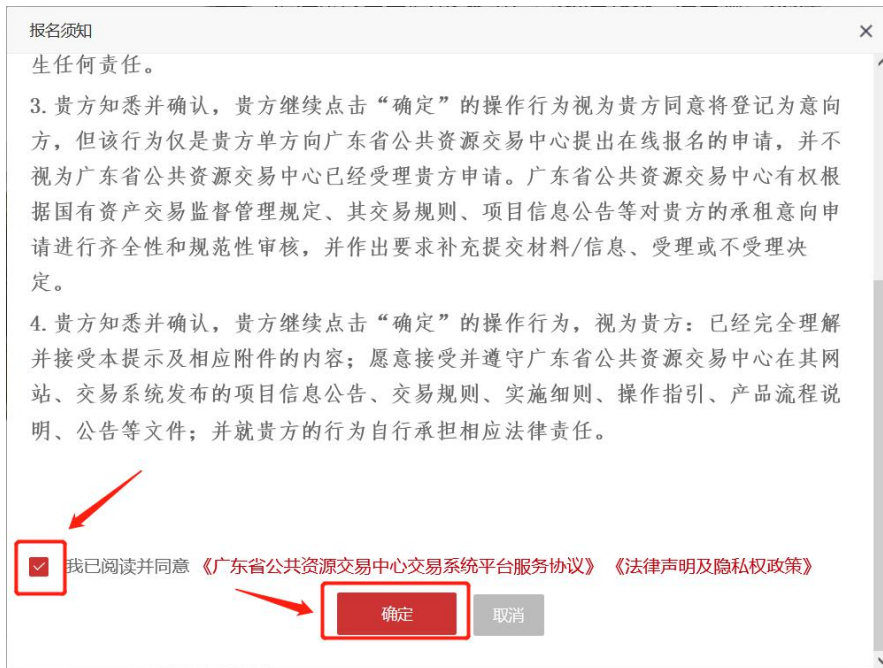 报名须知
生任何责任。
3.贵方知悉并确认，贵方继续点击“确定”的操作行为视为贵方同意将登记为意向
方，但该行为仅是贵方单方向广东省公共资源交易中心提出在线报名的申请，并不
视为广东省公共资源交易中心已经受理贵方申请。广东省公共资源交易中心有权根
据国有资产交易监督管理规定、其交易规则、项目信息公告等对贵方的承租意向申
请进行齐全性和规范性审核，并作出要求补充提交材料/信息、受理或不受理决
定。
4.贵方知悉并确认，贵方继续点击“确定”的操作行为，视为贵方：已经完全理解
并接受本提示及相应附件的内容；愿意接受并遵守广东省公共资源交易中心在其网
站、交易系统发布的项目信息公告、交易规则、实施细则、操作指引、产品流程说
明、公告等文件；并就贵方的行为自行承担相应法律责任。
我已阅读并同意《广东省公共资源交易中心交易系统平台服务协议》《法律声明及隐私权政策》
确定 取消